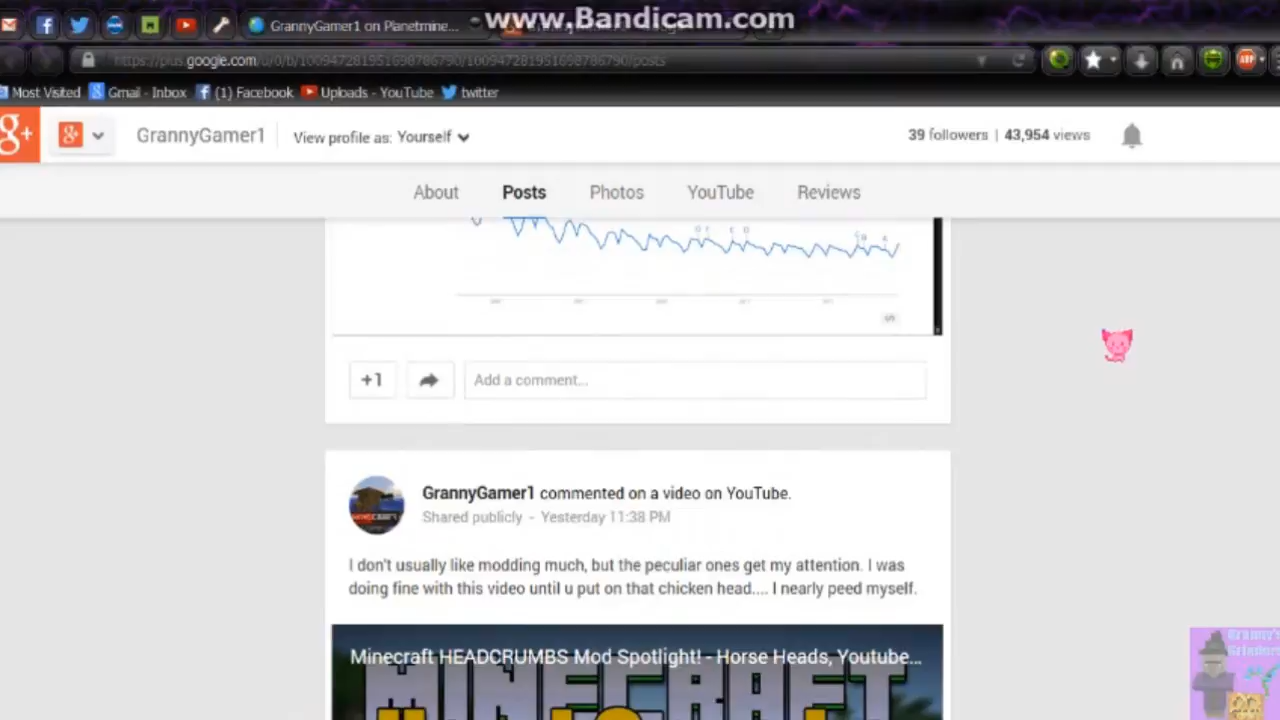 www.Bandicam.com
GrannyGamer1 on Planetmine...
https://plus.google.com/u/0/b/100947281951698786790/100947281951698786790/posts
Most Visited Gmail - Inbox (1) Facebook Uploads - YouTube twitter
g+ GrannyGamer1 View profile as: Yourself 39 followers | 43,954 views
About Posts Photos YouTube Reviews
+1 Add a comment...
GrannyGamer1 commented on a video on YouTube.
Shared publicly - Yesterday 11:38 PM
I don't usually like modding much, but the peculiar ones get my attention. I was
doing fine with this video until u put on that chicken head.... I nearly peed myself.
Minecraft HEADCRUMBS Mod Spotlight! - Horse Heads, Youtube...
MINECRAFT